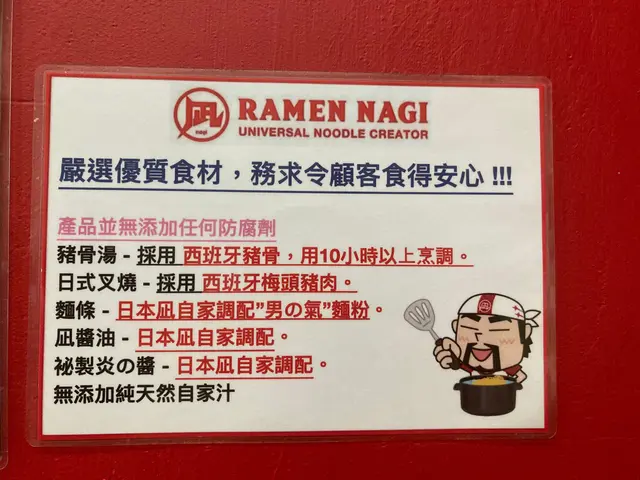 凪
nagi
RAMEN NAGI
UNIVERSAL NOODLE CREATOR
嚴選優質食材，務求令顧客食得安心 !!!
產品並無添加任何防腐劑
豬骨湯 - 採用 西班牙豬骨，用10小時以上烹調。
日式叉燒 - 採用 西班牙梅頭豬肉。
麵條 - 日本凪自家調配”男の氣”麵粉。
凪醬油 - 日本凪自家調配。
祕製炎の醬 - 日本凪自家調配。
無添加純天然自家汁